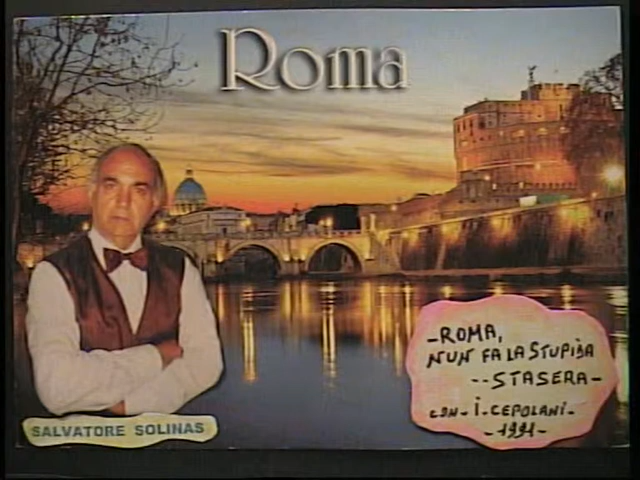 Roma
-ROMA,
NUN FA LA STUPIDA
--STASERA-
CON-I.CEPOLANI-
-1991-
SALVATORE SOLINAS